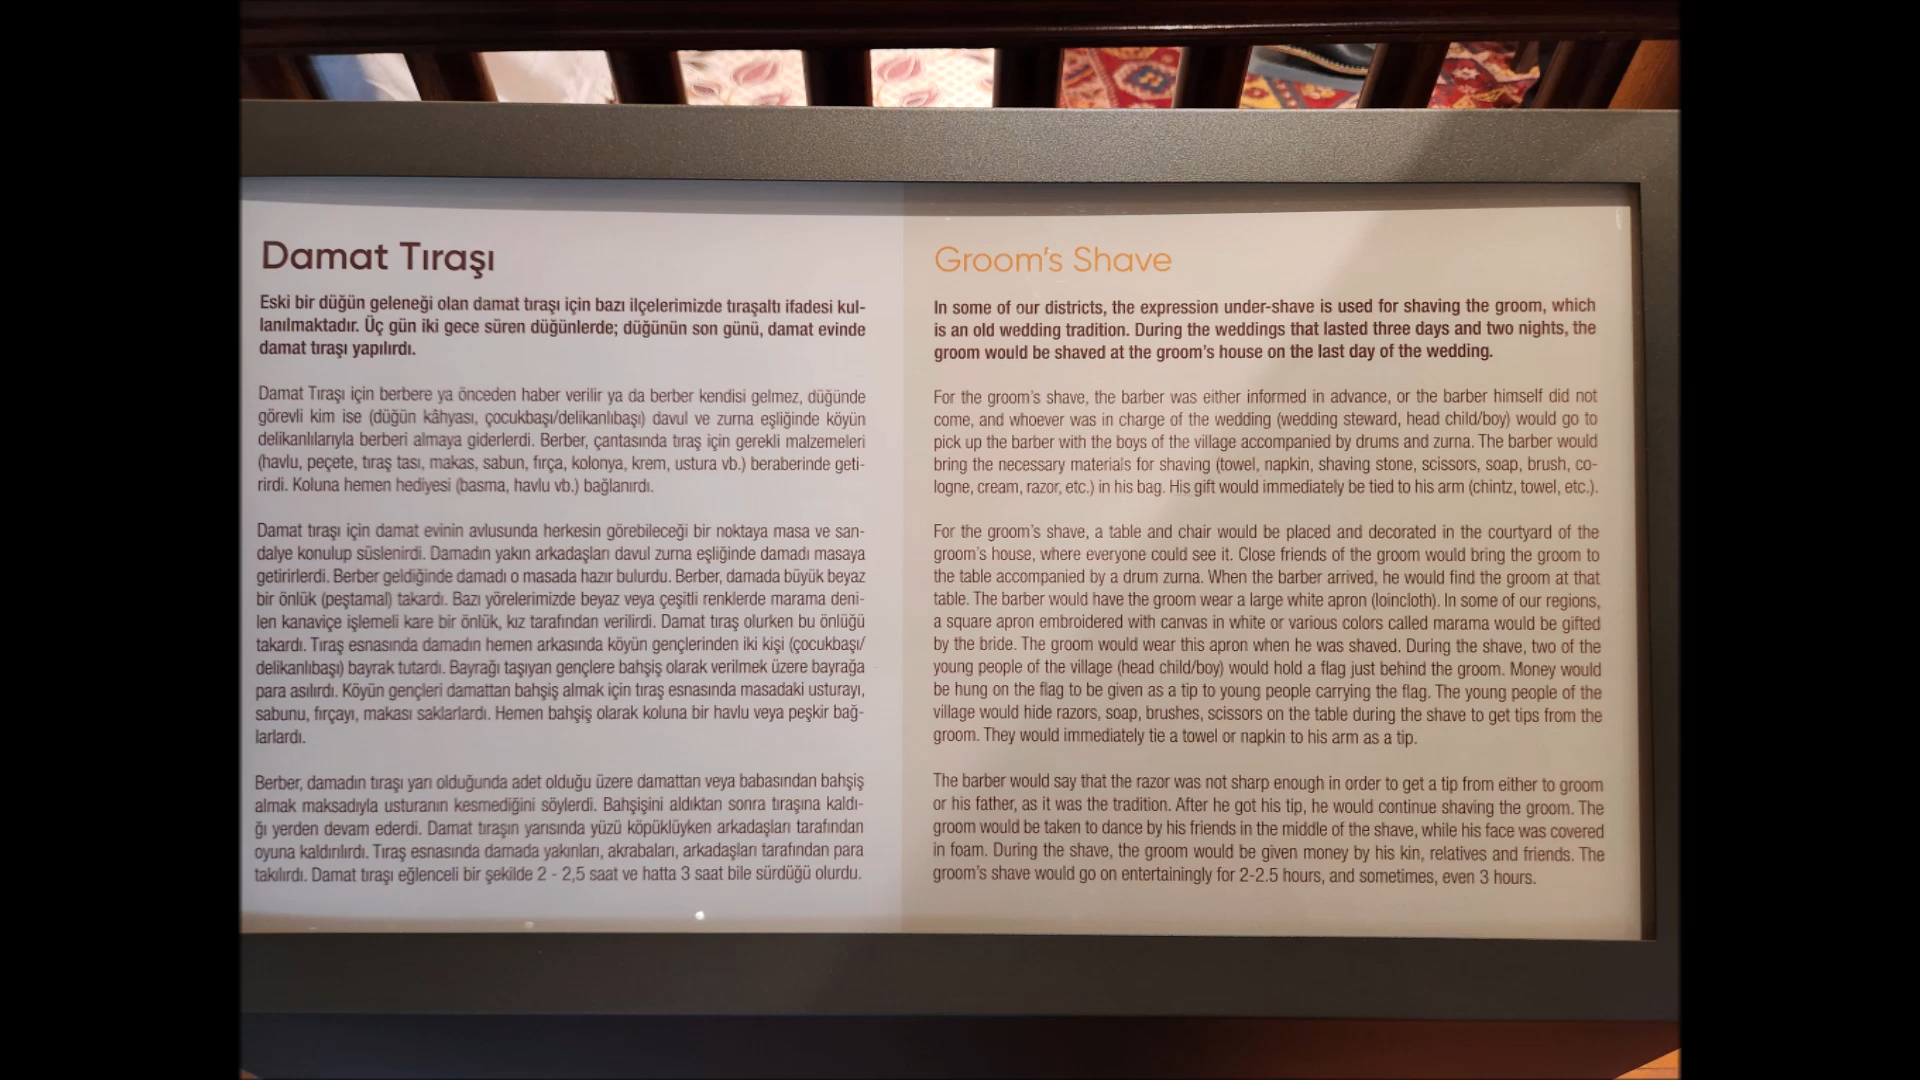 Damat Tıraşı
Eski bir düğün geleneği olan damat tıraşı için bazı ilçelerimizde tıraşaltı ifadesi kul-
lanılmaktadır. Üç gün iki gece süren düğünlerde; düğünün son günü, damat evinde
damat tıraşı yapılırdı.
Damat Tıraşı için berbere ya önceden haber verilir ya da berber kendisi gelmez, düğünde
görevli kim ise (düğün kâhyası, çocukbaşı/delikanlıbaşı) davul ve zurna eşliğinde köyün
delikanlılarıyla berberi almaya giderlerdi. Berber, çantasında tıraş için gerekli malzemeleri
(havlu, peçete, tıraş tası, makas, sabun, fırça, kolonya, krem, ustura vb.) beraberinde geti-
rirdi. Koluna hemen hediyesi (basma, havlu vb.) bağlanırdı.
Damat tıraşı için damat evinin avlusunda herkesin görebileceği bir noktaya masa ve san-
dalye konulup süslenirdi. Damadın yakın arkadaşları davul zurna eşliğinde damadı masaya
getirirlerdi. Berber geldiğinde damadı o masada hazır bulurdu. Berber, damada büyük beyaz
bir önlük (peştamal) takardı. Bazı yörelerimizde beyaz veya çeşitli renklerde marama deni-
len kanaviçe işlemeli kare bir önlük, kız tarafından verilirdi. Damat tıraş olurken bu önlüğü
takardı. Tıraş esnasında damadın hemen arkasında köyün gençlerinden iki kişi (çocukbaşı/
delikanlıbaşı) bayrak tutardı. Bayrağı taşıyan gençlere bahşiş olarak verilmek üzere bayrağa
para asılırdı. Köyün gençleri damattan bahşiş almak için tıraş esnasında masadaki usturayı,
sabunu, fırçayı, makası saklarlardı. Hemen bahşiş olarak koluna bir havlu veya peşkir bağ-
larlardı.
Berber, damadın tıraşı yarı olduğunda adet olduğu üzere damattan veya babasından bahşiş
almak maksadıyla usturanın kesmediğini söylerdi. Bahşişini aldıktan sonra tıraşına kaldı-
ğı yerden devam ederdi. Damat tıraşın yarısında yüzü köpüklüyken arkadaşları tarafından
oyuna kaldırılırdı. Tıraş esnasında damada yakınları, akrabaları, arkadaşları tarafından para
takılırdı. Damat tıraşı eğlenceli bir şekilde 2 - 2,5 saat ve hatta 3 saat bile sürdüğü olurdu.
Groom's Shave
In some of our districts, the expression under-shave is used for shaving the groom, which
is an old wedding tradition. During the weddings that lasted three days and two nights, the
groom would be shaved at the groom's house on the last day of the wedding.
For the groom's shave, the barber was either informed in advance, or the barber himself did not
come, and whoever was in charge of the wedding (wedding steward, head child/boy) would go to
pick up the barber with the boys of the village accompanied by drums and zurna. The barber would
bring the necessary materials for shaving (towel, napkin, shaving stone, scissors, soap, brush, co-
logne, cream, razor, etc.) in his bag. His gift would immediately be tied to his arm (chintz, towel, etc.).
For the groom's shave, a table and chair would be placed and decorated in the courtyard of the
groom's house, where everyone could see it. Close friends of the groom would bring the groom to
the table accompanied by a drum zurna. When the barber arrived, he would find the groom at that
table. The barber would have the groom wear a large white apron (loincloth). In some of our regions,
a square apron embroidered with canvas in white or various colors called marama would be gifted
by the bride. The groom would wear this apron when he was shaved. During the shave, two of the
young people of the village (head child/boy) would hold a flag just behind the groom. Money would
be hung on the flag to be given as a tip to young people carrying the flag. The young people of the
village would hide razors, soap, brushes, scissors on the table during the shave to get tips from the
groom. They would immediately tie a towel or napkin to his arm as a tip.
The barber would say that the razor was not sharp enough in order to get a tip from either to groom
or his father, as it was the tradition. After he got his tip, he would continue shaving the groom. The
groom would be taken to dance by his friends in the middle of the shave, while his face was covered
in foam. During the shave, the groom would be given money by his kin, relatives and friends. The
groom's shave would go on entertainingly for 2-2.5 hours, and sometimes, even 3 hours.